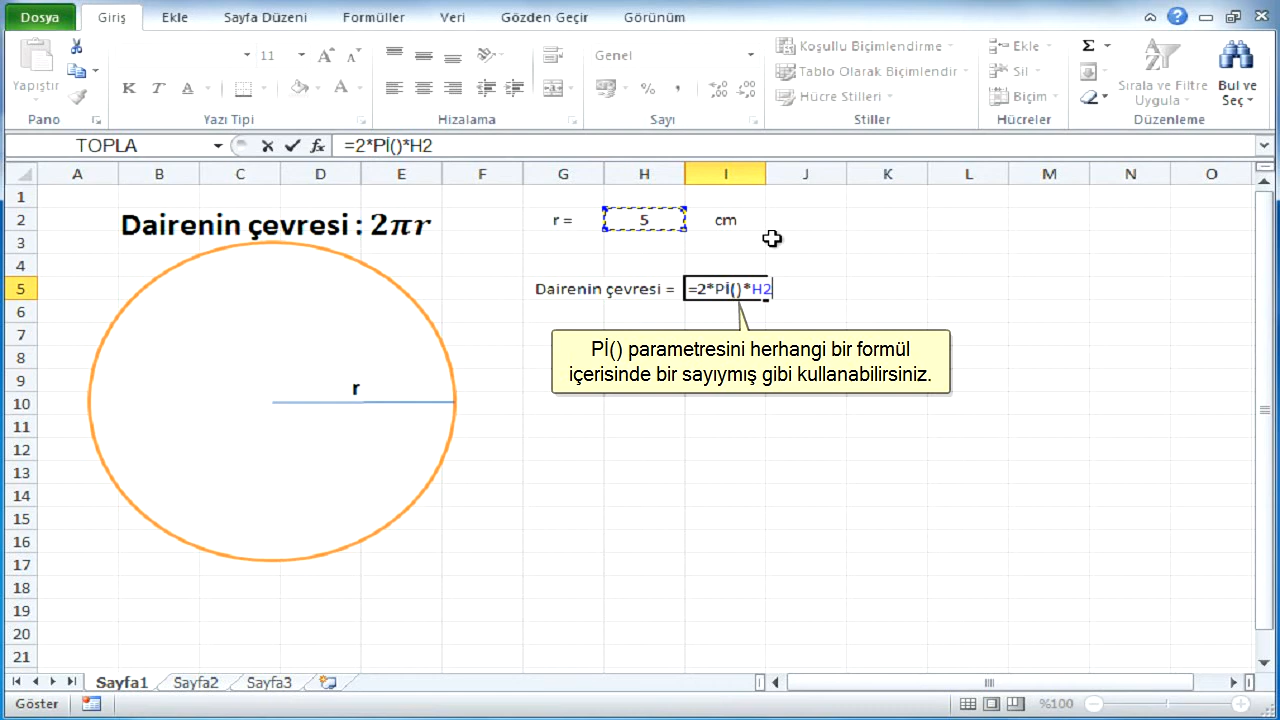 Dosya Giriş Ekle Sayfa Düzeni Formüller Veri Gözden Geçir Görünüm
11 Genel Koşullu Biçimlendirme Ekle Σ
Yapıştır Tablo Olarak Biçimlendir Sil Sırala ve Filtre Uygula Bul ve Seç
K T A A % Hücre Stilleri Biçim
Pano Yazı Tipi Hizalama Sayı Stiller Hücreler Düzenleme
TOPLA fx =2*Pİ()*H2
A B C D E F G H I J K L M N O
1
2 Dairenin çevresi : 2πr r = 5 cm
3
4
5 Dairenin çevresi = =2*Pİ()*H2
6
7 Pİ() parametresini herhangi bir formül
8 içerisinde bir sayıymış gibi kullanabilirsiniz.
9
r
10
11
12
13
14
15
16
17
18
19
20
21
Sayfa1 Sayfa2 Sayfa3
Göster %100